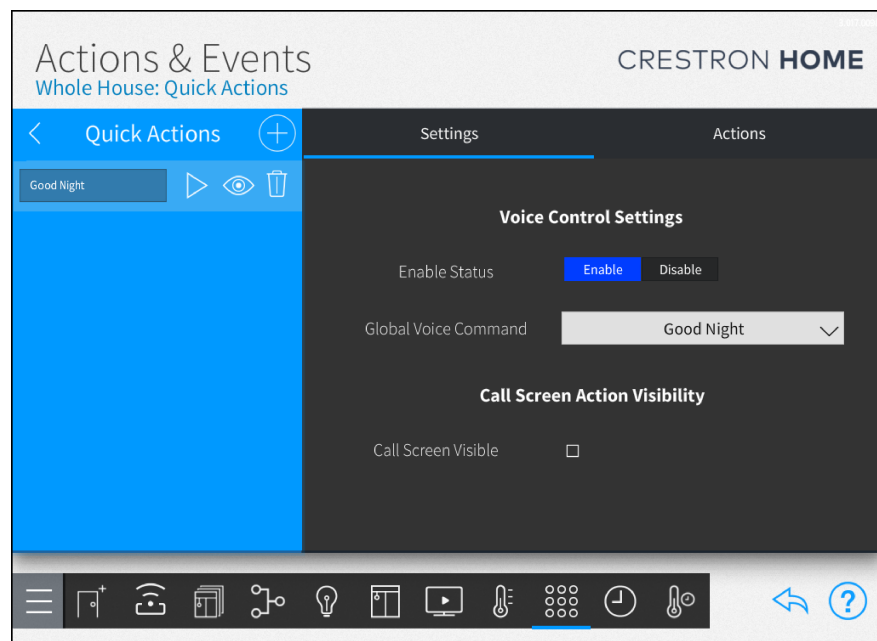 Actions & Events
CRESTRON HOME
Whole House: Quick Actions
Quick Actions
Settings
Actions
Good Night
Voice Control Settings
Enable Status
Enable
Disable
Global Voice Command
Good Night
Call Screen Action Visibility
Call Screen Visible
?